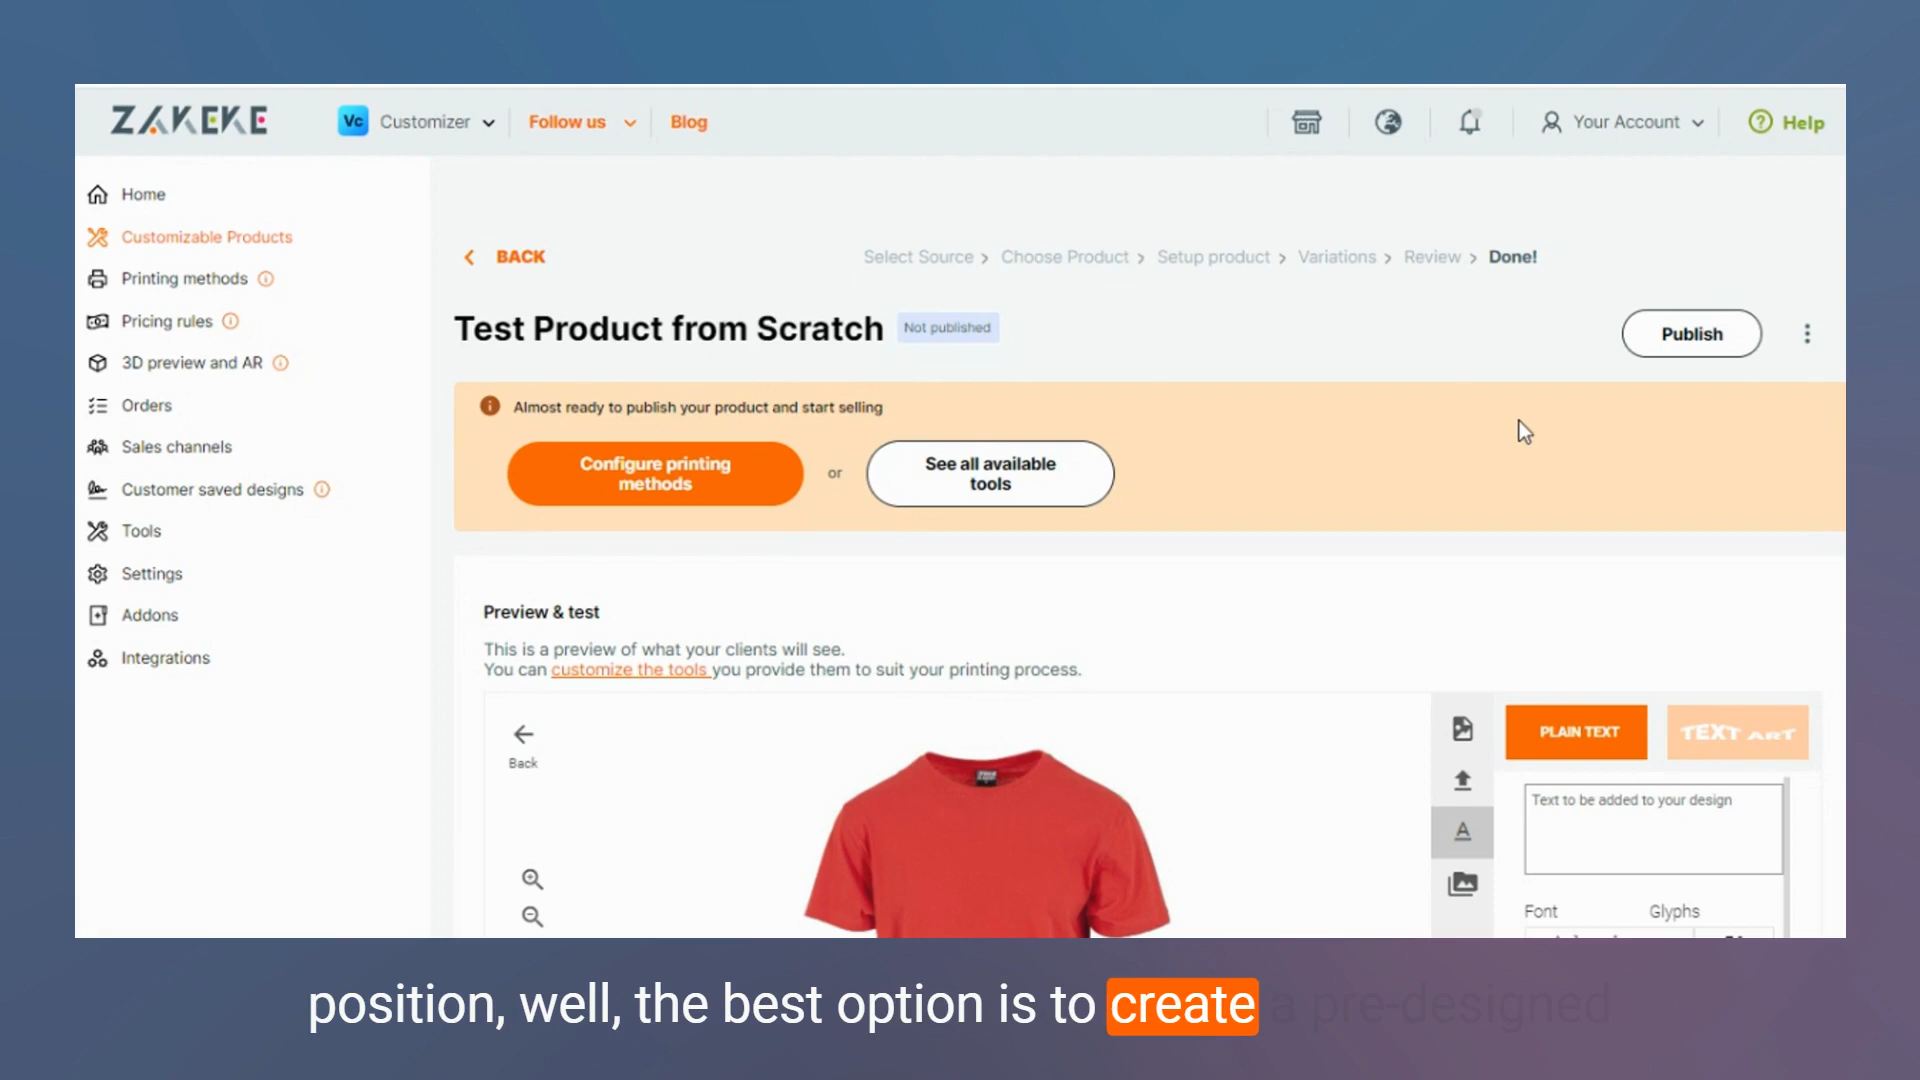 ZAKEKE
Vc Customizer
Follow us
Blog
Your Account
Help
Home
Customizable Products
Printing methods
Pricing rules
3D preview and AR
Orders
Sales channels
Customer saved designs
Tools
Settings
Addons
Integrations
BACK
Select Source > Choose Product > Setup product > Variations > Review > Done!
Test Product from Scratch
Not published
Publish
Almost ready to publish your product and start selling
Configure printing
methods
or
See all available
tools
Preview & test
This is a preview of what your clients will see.
You can customize the tools you provide them to suit your printing process.
Back
PLAIN TEXT
TEXT ART
Text to be added to your design
Font
Glyphs
position, well, the best option is to create a pre-designed